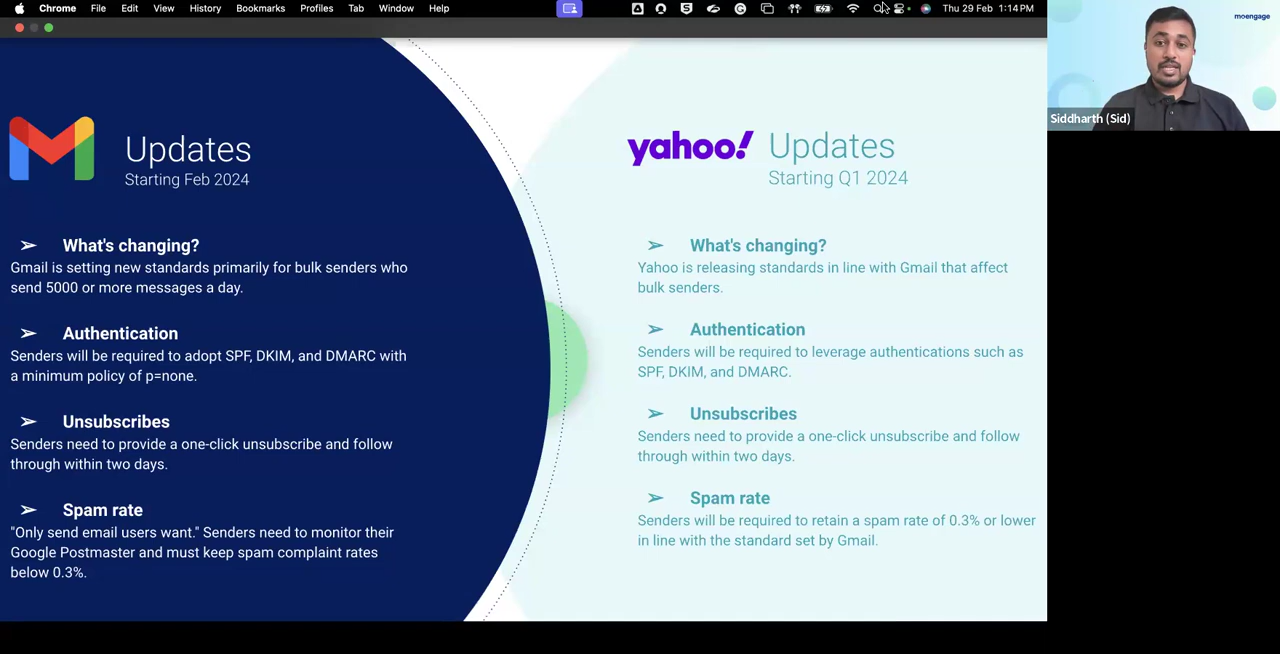 Chrome File Edit View History Bookmarks Profiles Tab Window Help Thu 29 Feb 1:14 PM
moengage
Siddharth (Sid)
Updates
Starting Feb 2024
➢ What's changing?
Gmail is setting new standards primarily for bulk senders who
send 5000 or more messages a day.
➢ Authentication
Senders will be required to adopt SPF, DKIM, and DMARC with
a minimum policy of p=none.
➢ Unsubscribes
Senders need to provide a one-click unsubscribe and follow
through within two days.
➢ Spam rate
"Only send email users want." Senders need to monitor their
Google Postmaster and must keep spam complaint rates
below 0.3%.
yahoo! Updates
Starting Q1 2024
➢ What's changing?
Yahoo is releasing standards in line with Gmail that affect
bulk senders.
➢ Authentication
Senders will be required to leverage authentications such as
SPF, DKIM, and DMARC.
➢ Unsubscribes
Senders need to provide a one-click unsubscribe and follow
through within two days.
➢ Spam rate
Senders will be required to retain a spam rate of 0.3% or lower
in line with the standard set by Gmail.